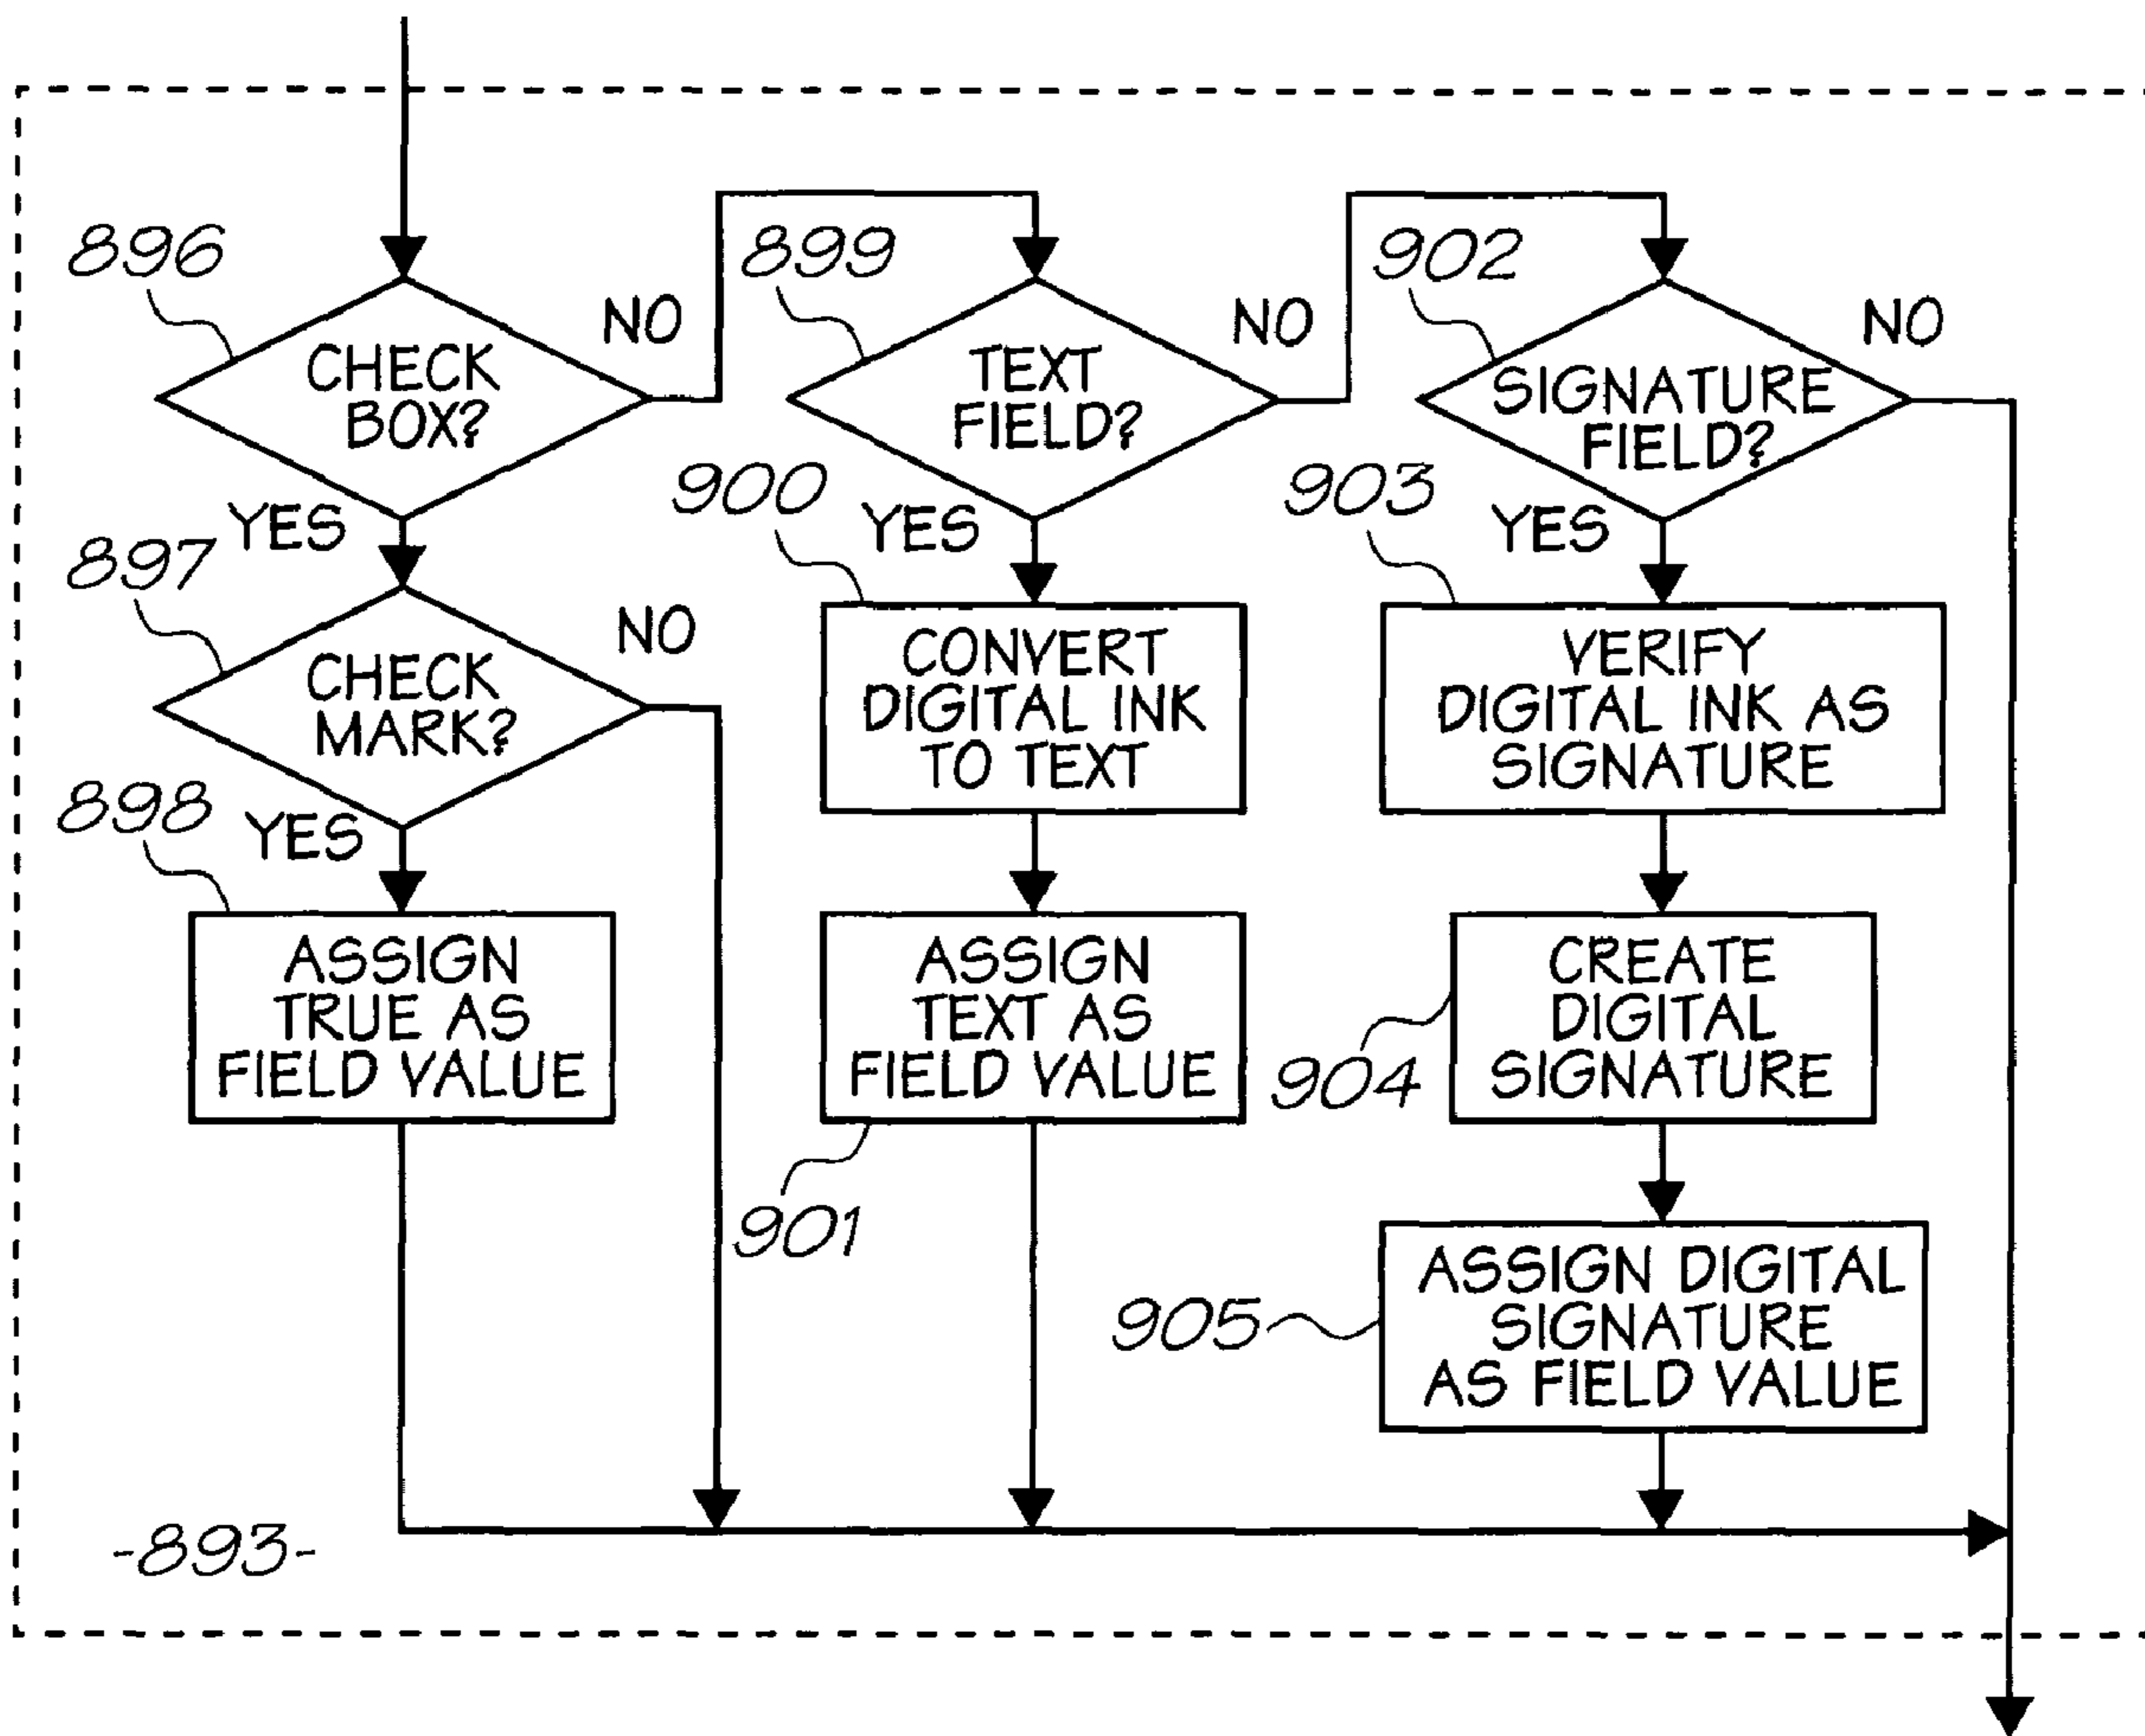 896
CHECK
BOX?
NO
YES
897
CHECK
MARK?
NO
YES
898
ASSIGN
TRUE AS
FIELD VALUE
899
TEXT
FIELD?
NO
YES
900
CONVERT
DIGITAL INK
TO TEXT
ASSIGN
TEXT AS
FIELD VALUE
901
902
SIGNATURE
FIELD?
NO
YES
903
VERIFY
DIGITAL INK AS
SIGNATURE
CREATE
DIGITAL
SIGNATURE
904
ASSIGN DIGITAL
SIGNATURE
AS FIELD VALUE
905
-893-